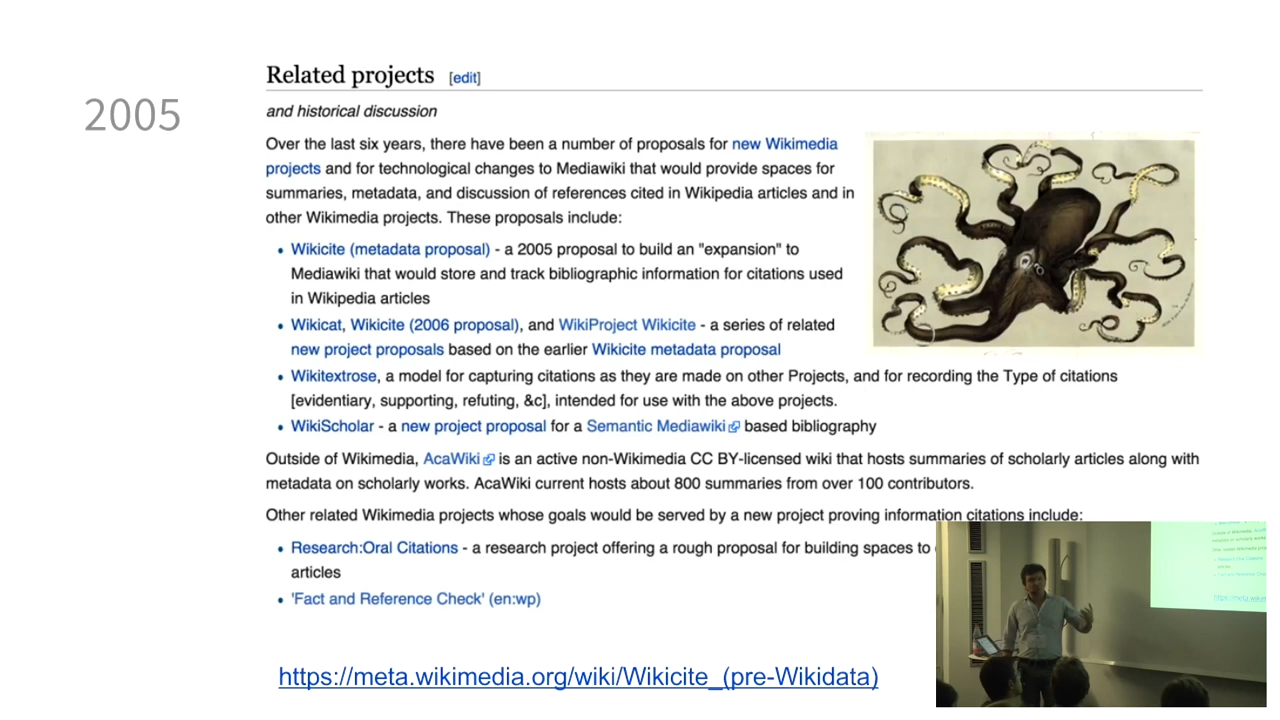 2005
Related projects [edit]
and historical discussion
Over the last six years, there have been a number of proposals for new Wikimedia
projects and for technological changes to Mediawiki that would provide spaces for
summaries, metadata, and discussion of references cited in Wikipedia articles and in
other Wikimedia projects. These proposals include:
• Wikicite (metadata proposal) - a 2005 proposal to build an "expansion" to
Mediawiki that would store and track bibliographic information for citations used
in Wikipedia articles
• Wikicat, Wikicite (2006 proposal), and WikiProject Wikicite - a series of related
new project proposals based on the earlier Wikicite metadata proposal
• Wikitextrose, a model for capturing citations as they are made on other Projects, and for recording the Type of citations
[evidentiary, supporting, refuting, &c], intended for use with the above projects.
• WikiScholar - a new project proposal for a Semantic Mediawiki based bibliography
Outside of Wikimedia, AcaWiki is an active non-Wikimedia CC BY-licensed wiki that hosts summaries of scholarly articles along with
metadata on scholarly works. AcaWiki current hosts about 800 summaries from over 100 contributors.
Other related Wikimedia projects whose goals would be served by a new project proving information citations include:
• Research:Oral Citations - a research project offering a rough proposal for building spaces to
articles
• 'Fact and Reference Check' (en:wp)
https://meta.wikimedia.org/wiki/Wikicite_(pre-Wikidata)